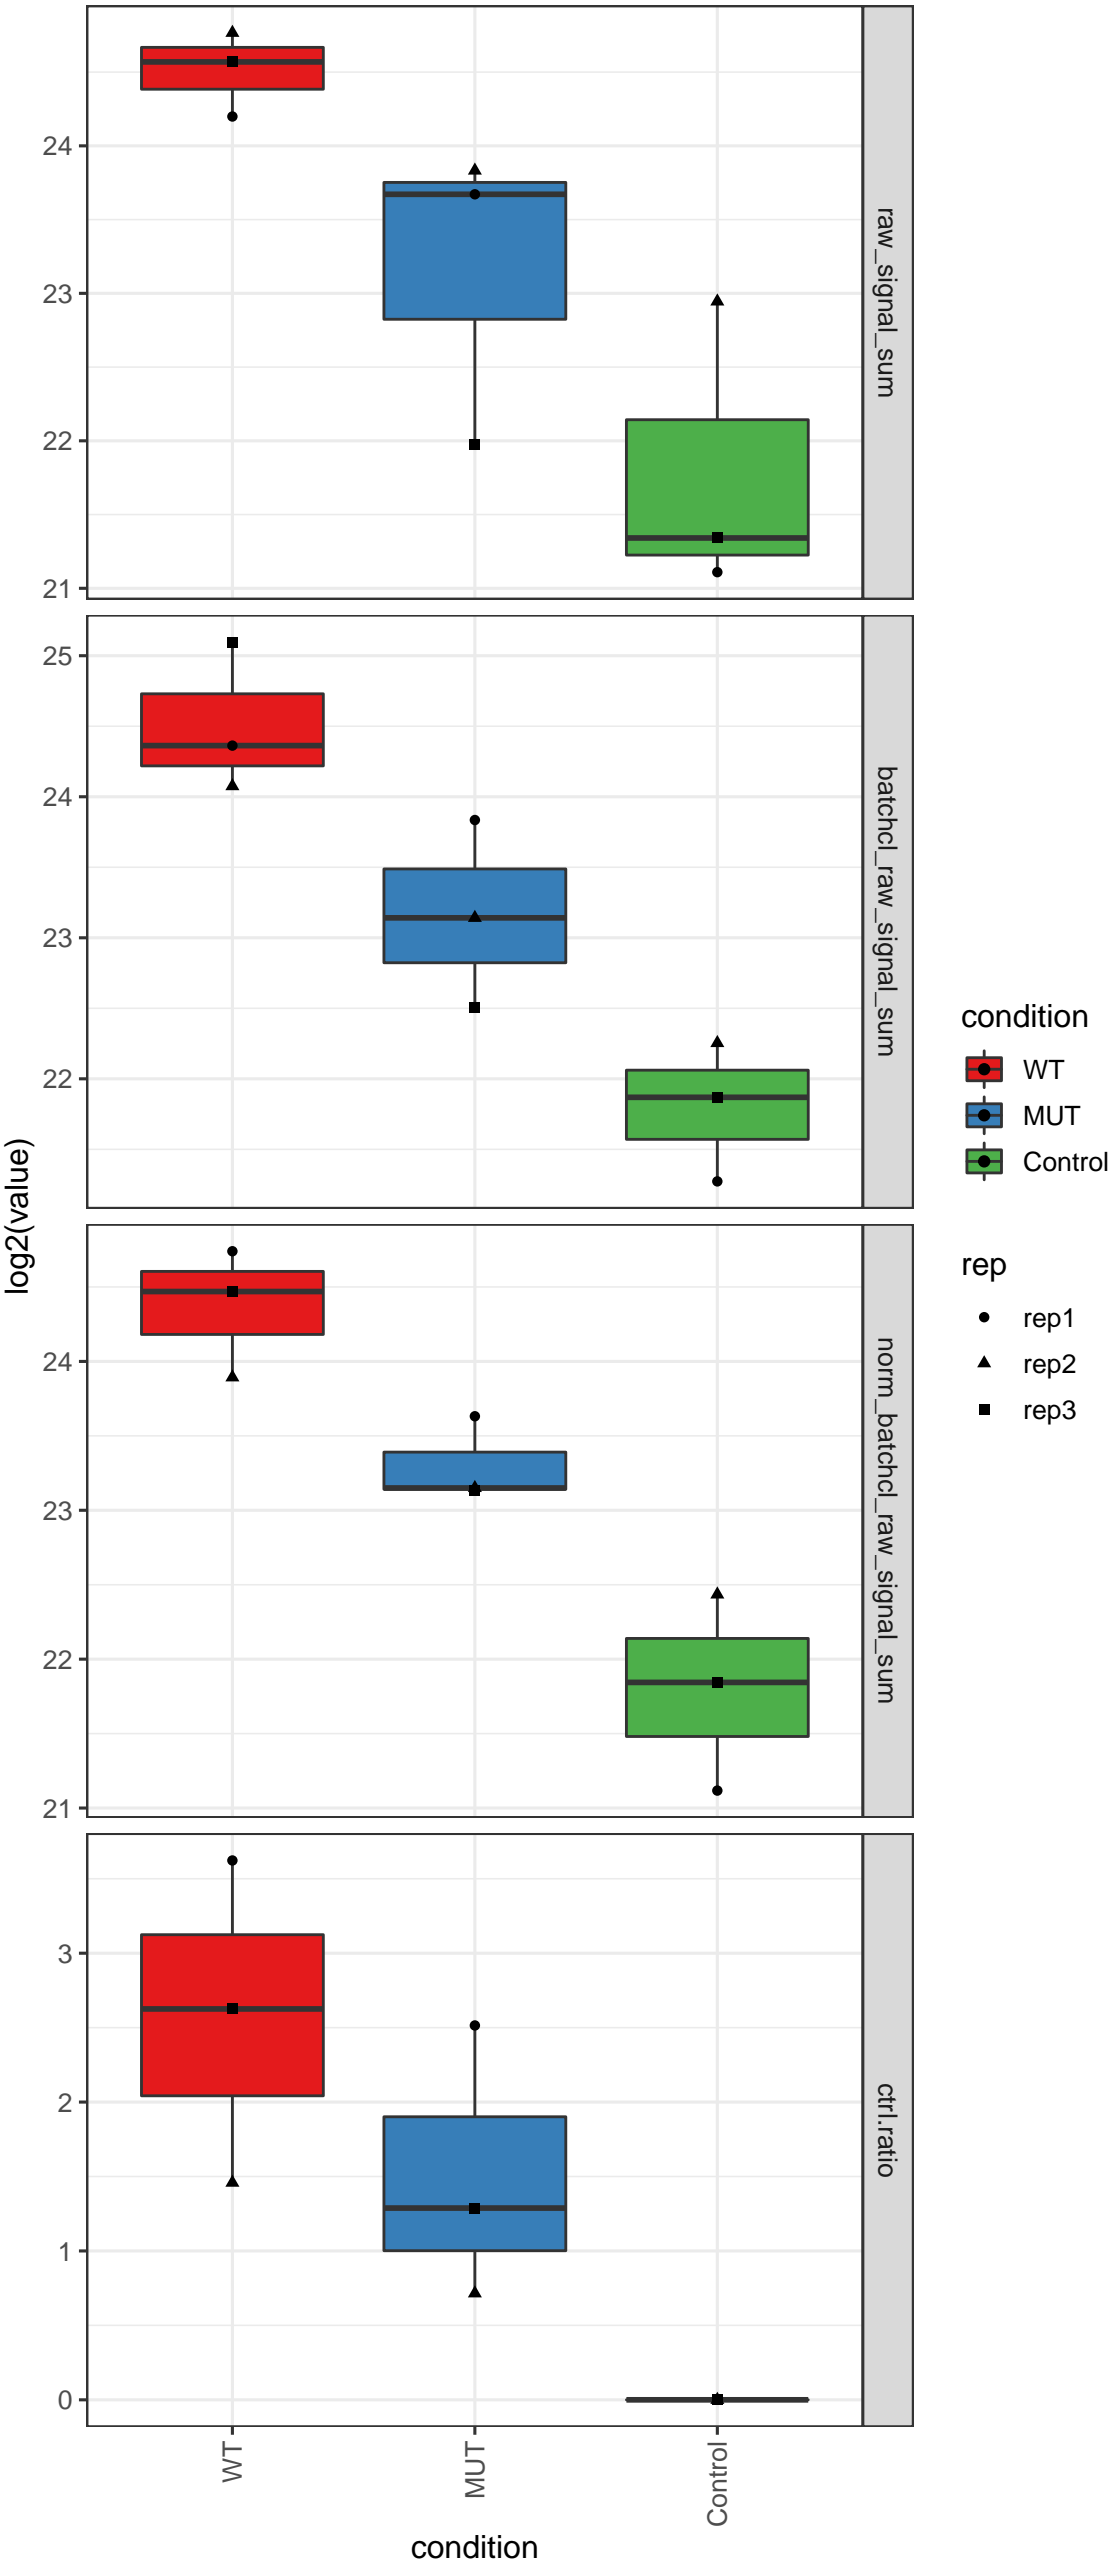 24
23
22
21
raw_signal_sum
25
24
23
22
batchcl_raw_signal_sum
24
23
22
21
norm_batchcl_raw_signal_sum
3
2
1
0
ctrl.ratio
log2(value)
WT
MUT
Control
condition
condition
WT
MUT
Control
rep
rep1
rep2
rep3